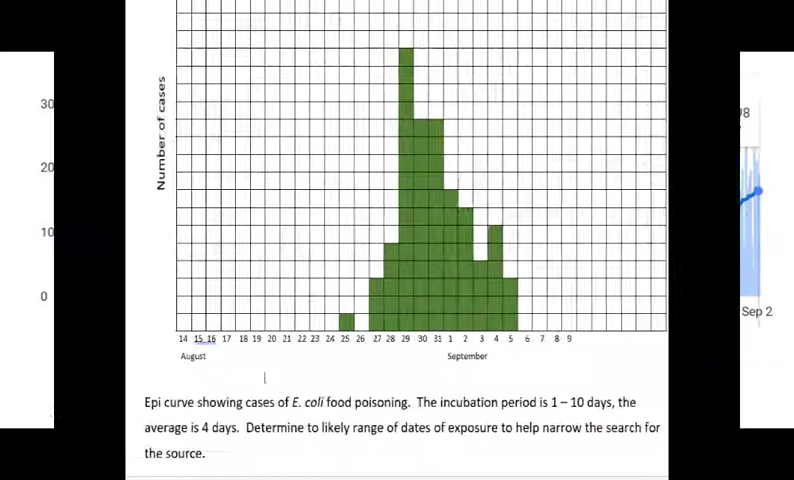 Number of cases
30
20
10
0
98
Sep 2
14 15 16 17 18 19 20 21 22 23 24 25 26 27 28 29 30 31 1 2 3 4 5 6 7 8 9
August September
Epi curve showing cases of E. coli food poisoning. The incubation period is 1 – 10 days, the
average is 4 days. Determine to likely range of dates of exposure to help narrow the search for
the source.